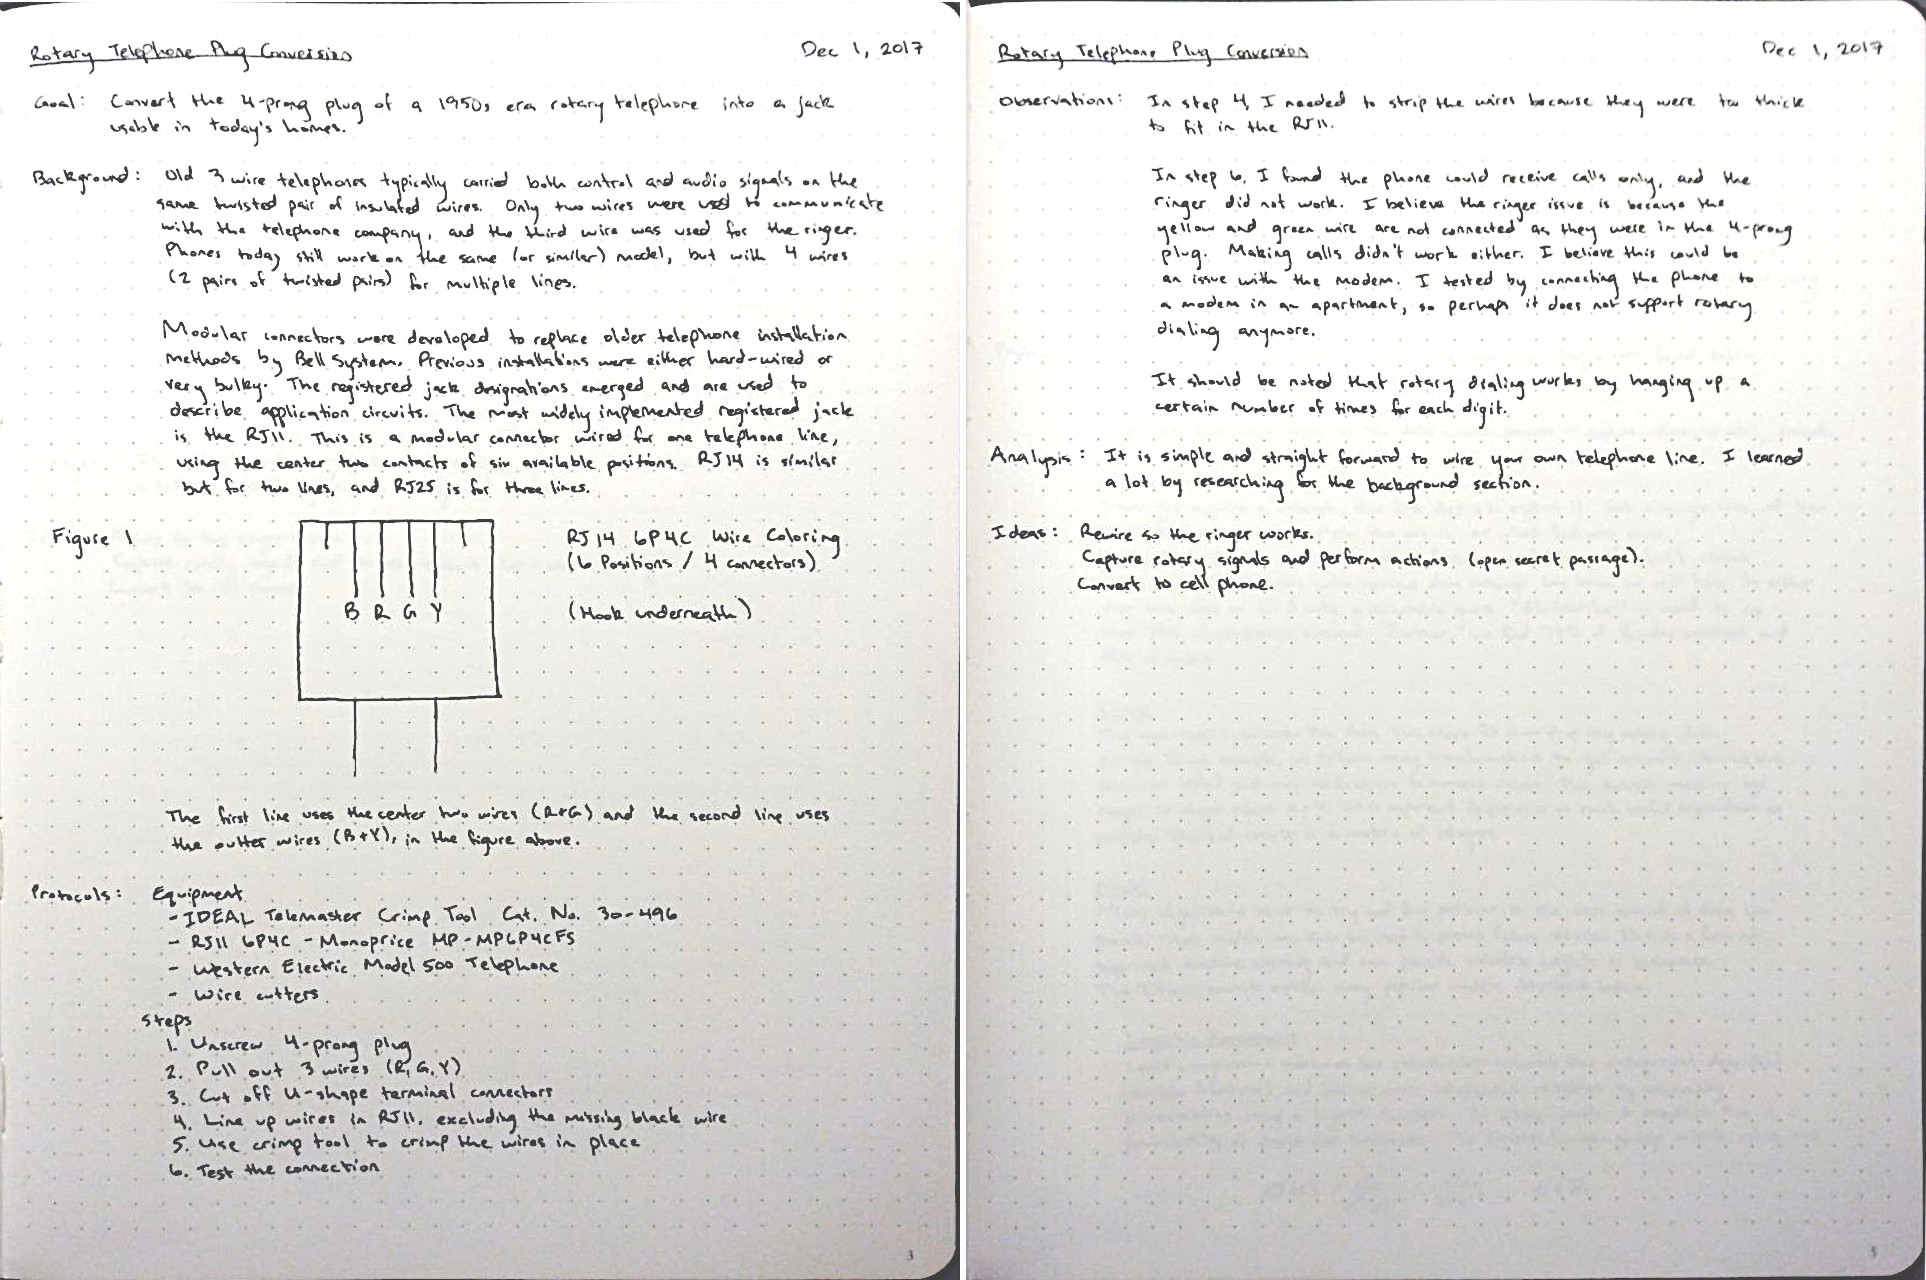 Rotary Telephone Plug Conversion
Dec 1, 2017
Goal: Convert the 4-prong plug of a 1950s era rotary telephone into a jack
usable in today's homes.
Background: Old 3 wire telephones typically carried both control and audio signals on the
same twisted pair of insulated wires. Only two wires were used to communicate
with the telephone company, and the third wire was used for the ringer.
Phones today still work on the same (or similar) model, but with 4 wires
(2 pairs of twisted pairs) for multiple lines.
Modular connectors were developed to replace older telephone installation
methods by Bell System. Previous installations were either hard-wired or
very bulky. The registered jack designations emerged and are used to
describe application circuits. The most widely implemented registered jack
is the RJ11. This is a modular connector wired for one telephone line,
using the center two contacts of six available positions. RJ14 is similar
but for two lines, and RJ25 is for three lines.
Figure 1
B R G Y
RJ14 6P4C Wire Coloring
(6 Positions / 4 connectors)
(Hook underneath)
The first line uses the center two wires (R+G) and the second line uses
the outter wires (B+Y), in the figure above.
Protocols: Equipment
- IDEAL Telemaster Crimp Tool Cat. No. 30-496
- RJ11 6P4C - Monoprice MP-MP6P4CFS
- Western Electric Model 500 Telephone
- Wire cutters
Steps
1. Unscrew 4-prong plug
2. Pull out 3 wires (R, G, Y)
3. Cut off U-shape terminal connectors
4. Line up wires in RJ11, excluding the missing black wire
5. Use crimp tool to crimp the wires in place
6. Test the connection
3
Rotary Telephone Plug Conversion
Dec 1, 2017
Observations: In step 4, I needed to strip the wires because they were too thick
to fit in the RJ11.
In step 6, I found the phone could receive calls only, and the
ringer did not work. I believe the ringer issue is because the
yellow and green wire are not connected as they were in the 4-prong
plug. Making calls didn't work either. I believe this could be
an issue with the modem. I tested by connecting the phone to
a modem in an apartment, so perhaps it does not support rotary
dialing anymore.
It should be noted that rotary dialing works by hanging up a
certain number of times for each digit.
Analysis: It is simple and straight forward to wire your own telephone line. I learned
a lot by researching for the background section.
Ideas: Rewire so the ringer works.
Capture rotary signals and perform actions (open secret passage).
Convert to cell phone.